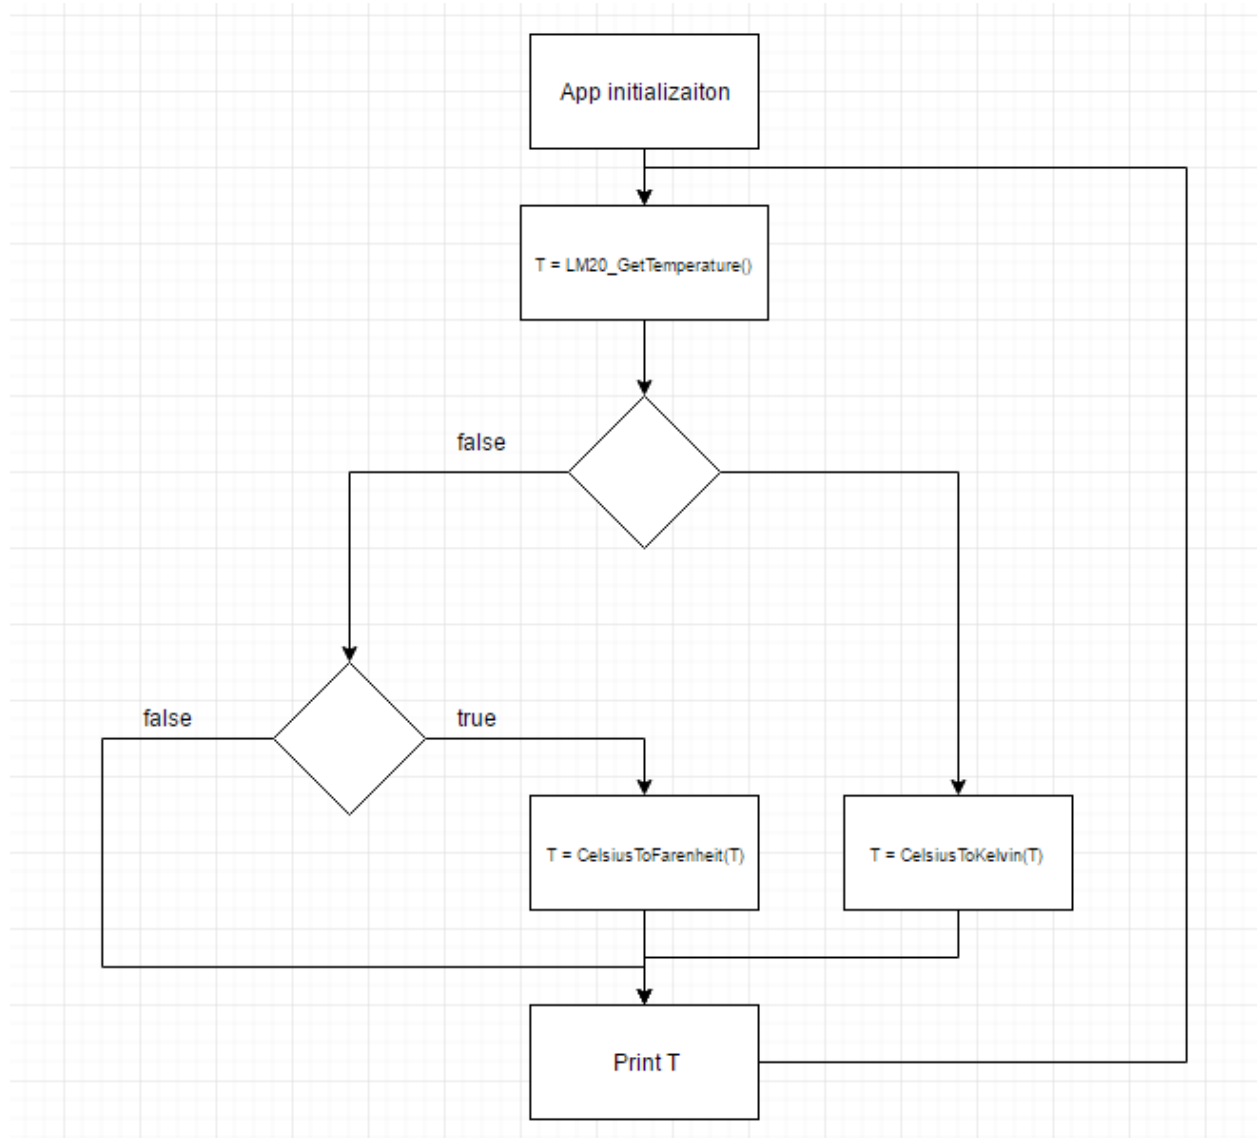 App initializaiton
T = LM20_GetTemperature()
false
false
true
T = CelsiusToFarenheit(T)
T = CelsiusToKelvin(T)
Print T